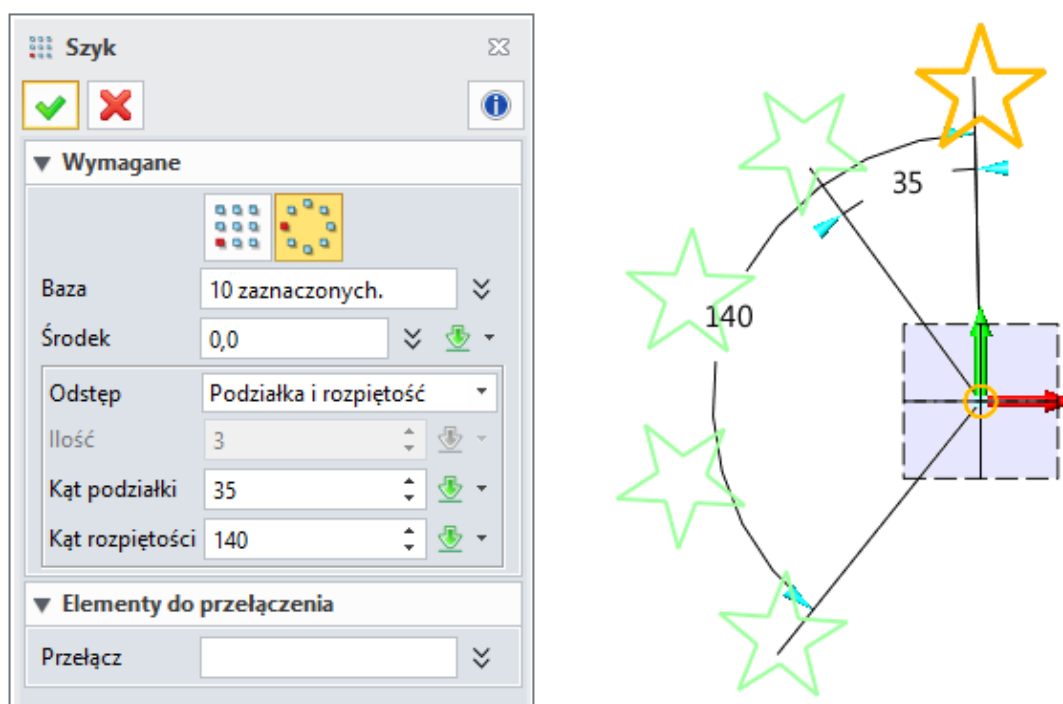 Szyk
Wymagane
Baza 10 zaznaczonych.
Środek 0,0
Odstęp Podziałka i rozpiętość
Ilość 3
Kąt podziałki 35
Kąt rozpiętości 140
Elementy do przełączenia
Przełącz
35
140